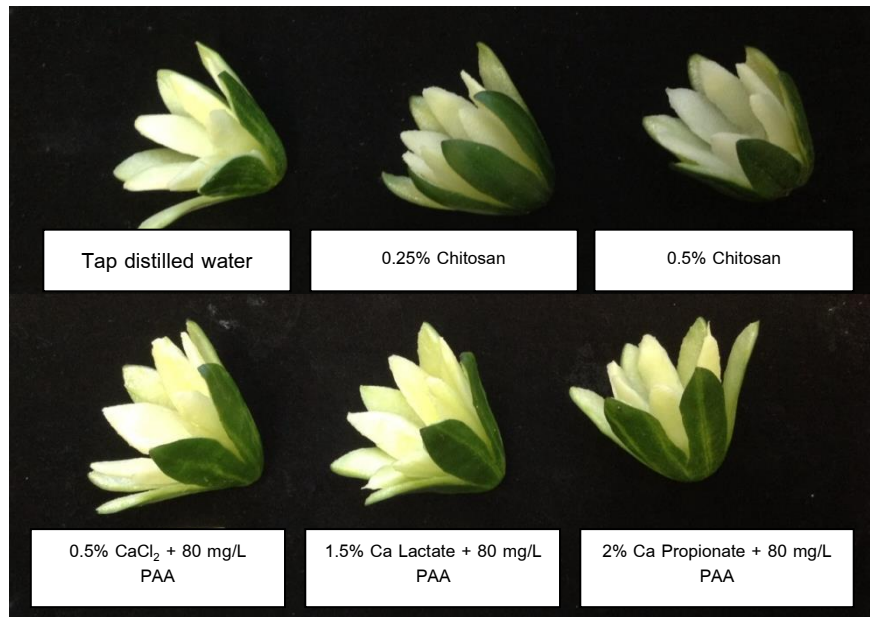 Tap distilled water
0.25% Chitosan
0.5% Chitosan
0.5% CaCl₂ + 80 mg/L
PAA
1.5% Ca Lactate + 80 mg/L
PAA
2% Ca Propionate + 80 mg/L
PAA